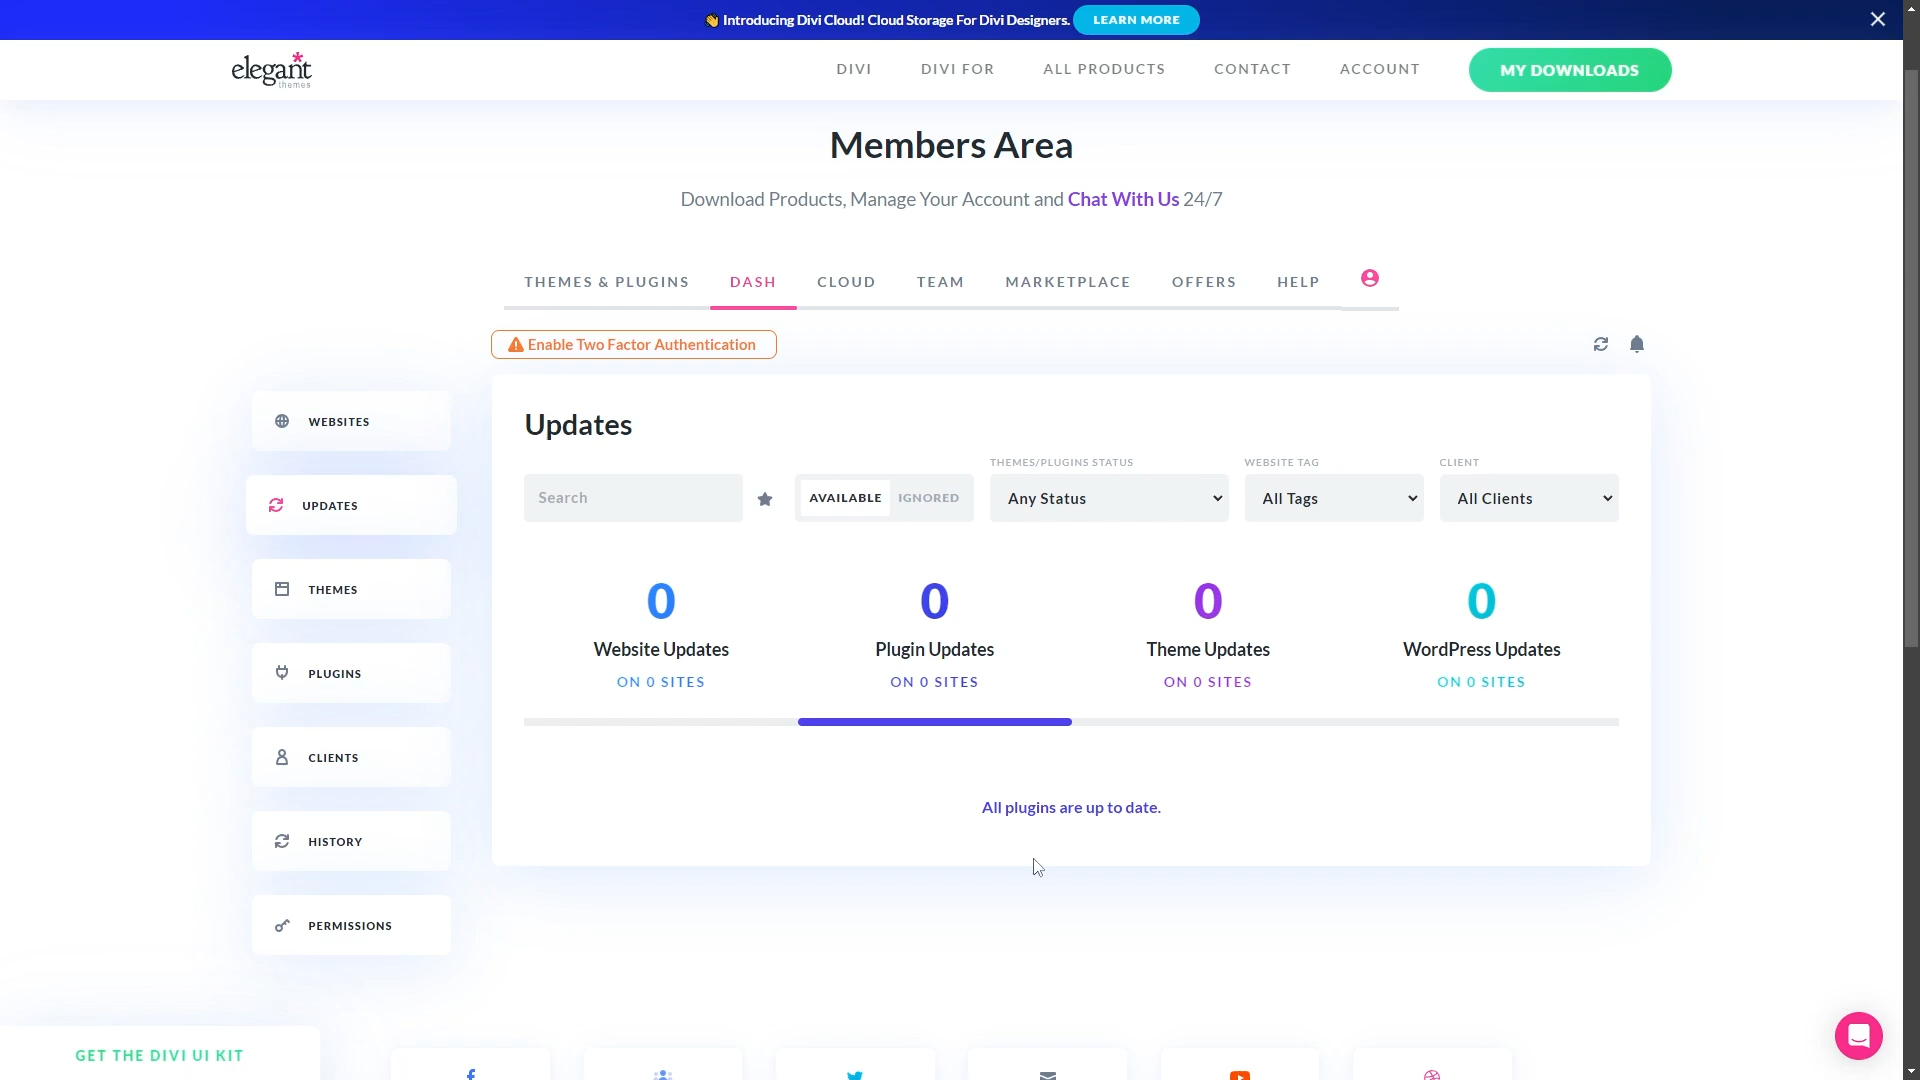 👋 Introducing Divi Cloud! Cloud Storage For Divi Designers. LEARN MORE
elegant themes
DIVI DIVI FOR ALL PRODUCTS CONTACT ACCOUNT MY DOWNLOADS
Members Area
Download Products, Manage Your Account and Chat With Us 24/7
THEMES & PLUGINS DASH CLOUD TEAM MARKETPLACE OFFERS HELP
Enable Two Factor Authentication
WEBSITES
UPDATES
THEMES
PLUGINS
CLIENTS
HISTORY
PERMISSIONS
Updates
THEMES/PLUGINS STATUS WEBSITE TAG CLIENT
Search AVAILABLE IGNORED Any Status All Tags All Clients
0 0 0 0
Website Updates Plugin Updates Theme Updates WordPress Updates
ON 0 SITES ON 0 SITES ON 0 SITES ON 0 SITES
All plugins are up to date.
GET THE DIVI UI KIT